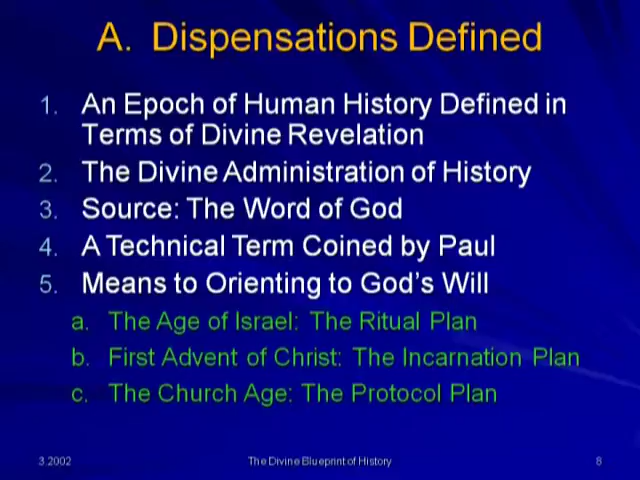 A. Dispensations Defined
1. An Epoch of Human History Defined in
Terms of Divine Revelation
2. The Divine Administration of History
3. Source: The Word of God
4. A Technical Term Coined by Paul
5. Means to Orienting to God's Will
a. The Age of Israel: The Ritual Plan
b. First Advent of Christ: The Incarnation Plan
c. The Church Age: The Protocol Plan
3.2002
The Divine Blueprint of History
8